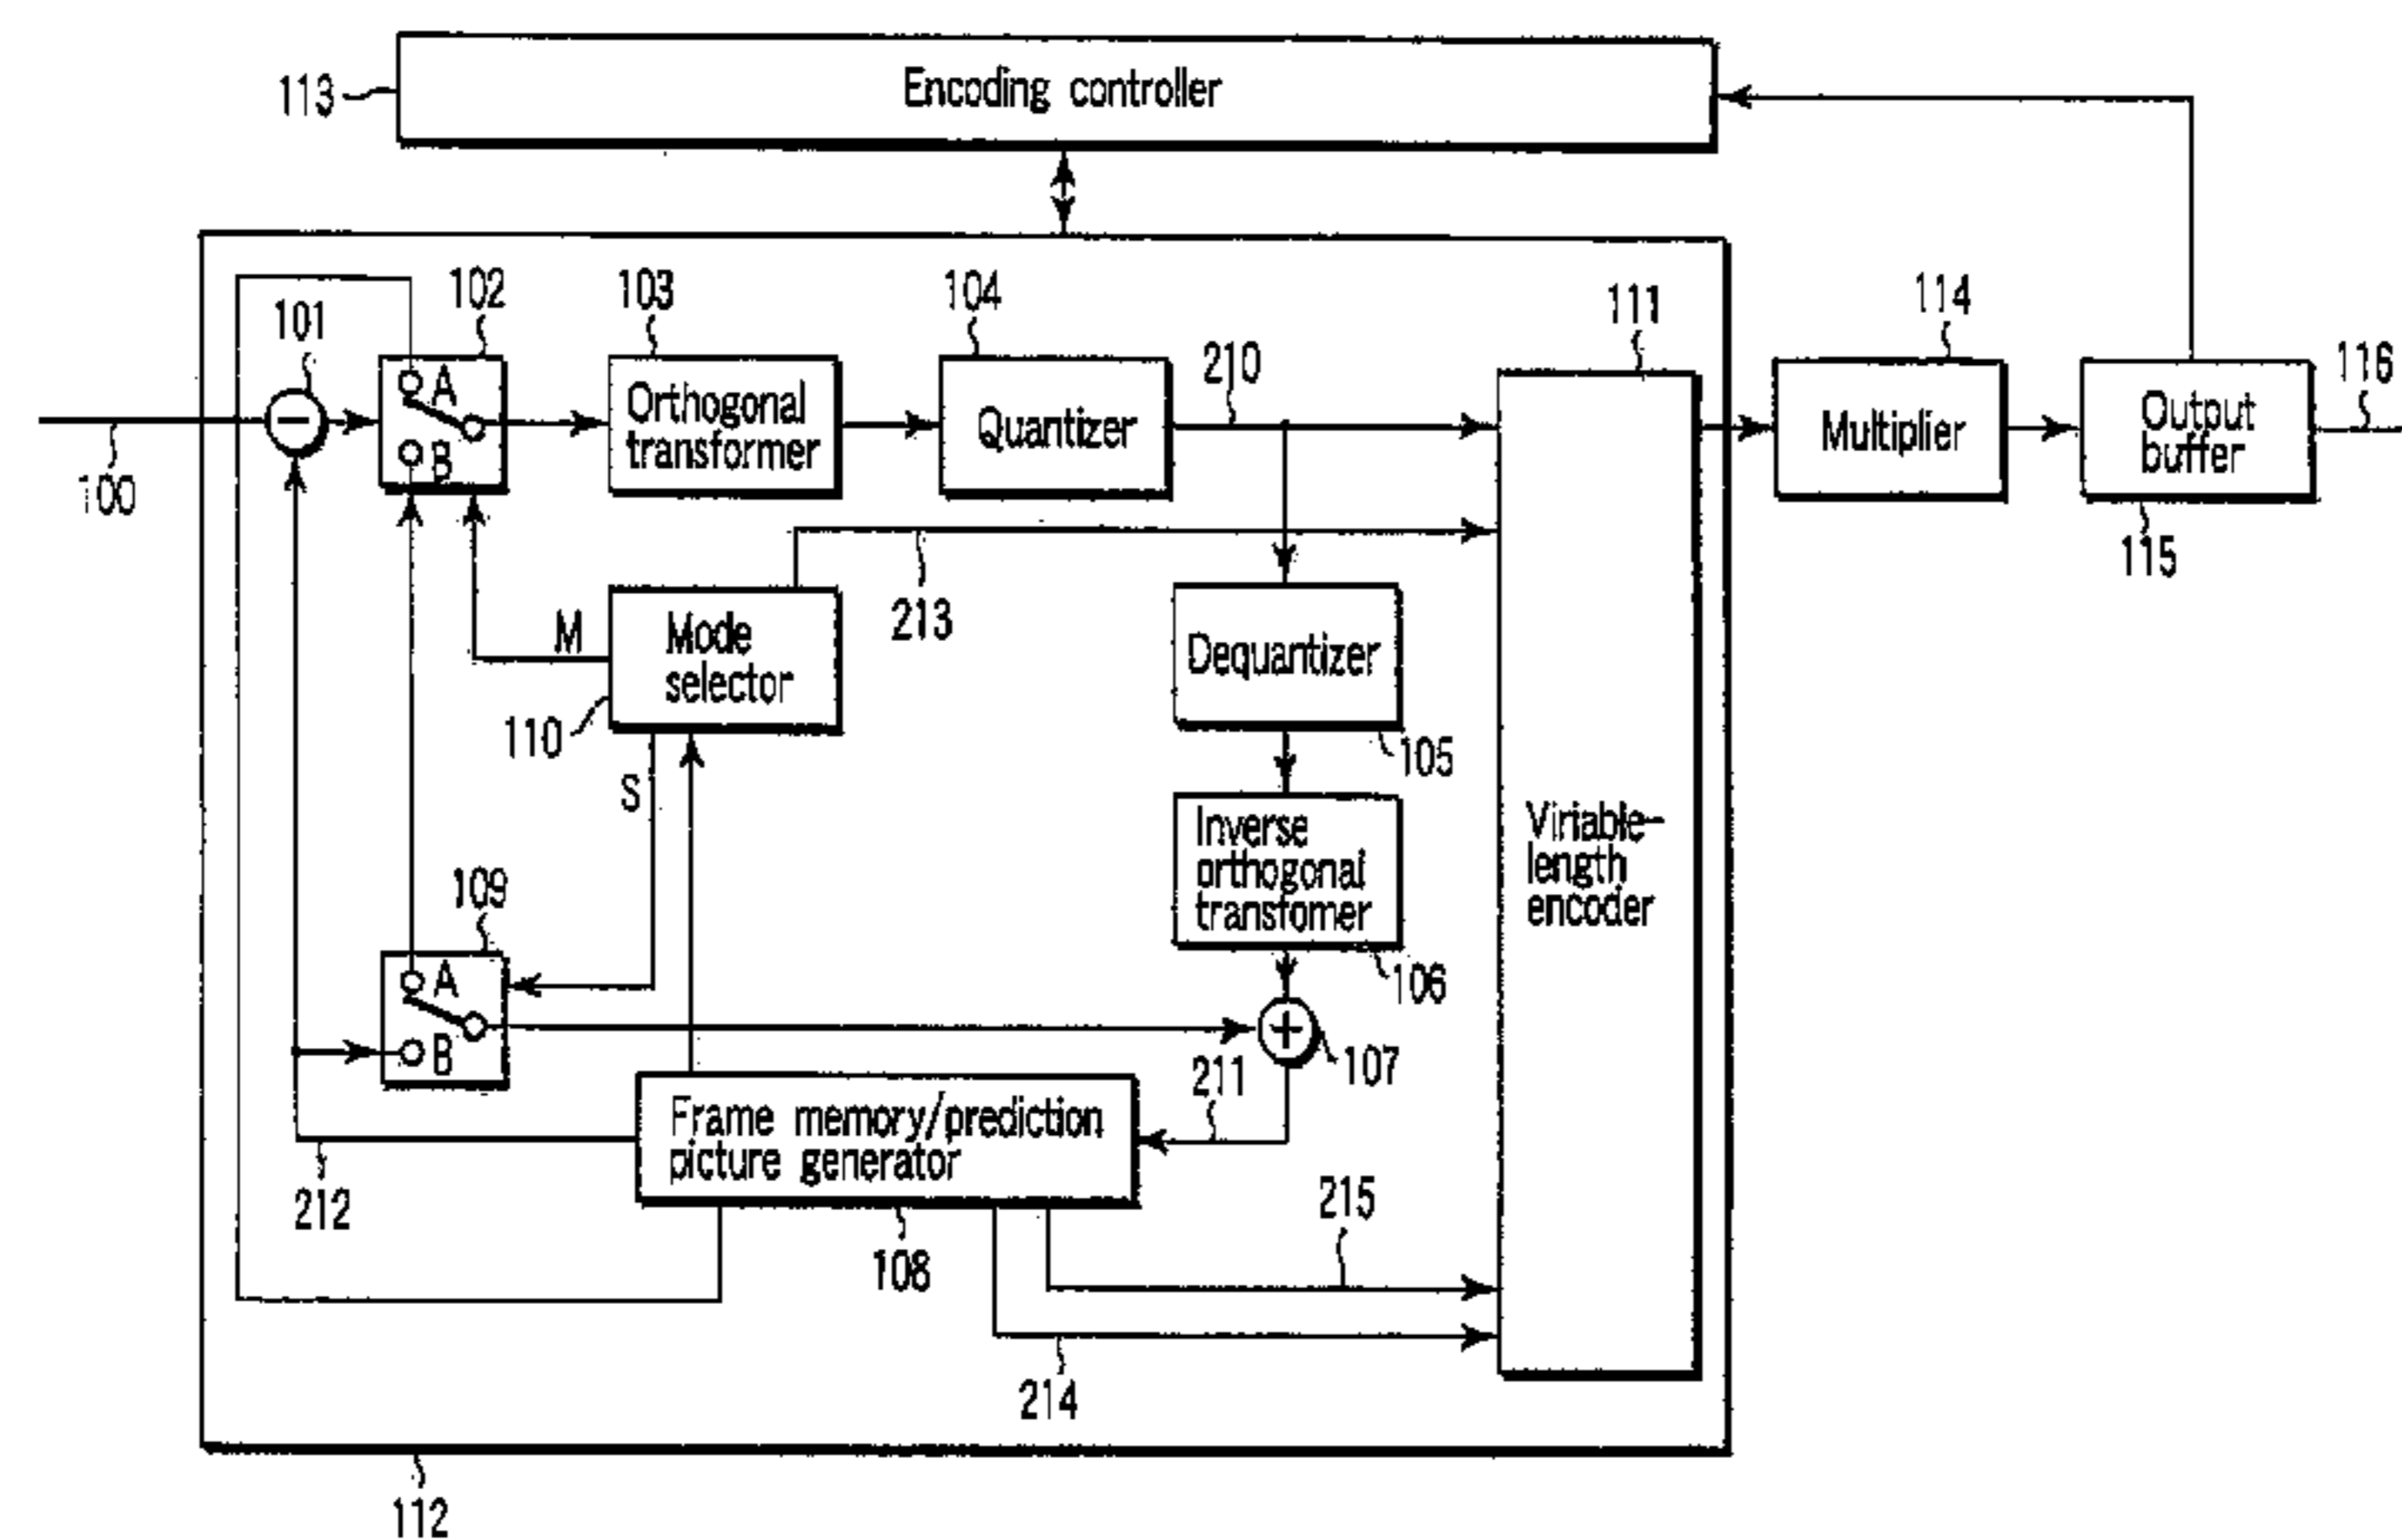 113
Encoding controller
101
102
103
104
210
111
114
116
A
B
Orthogonal
transformer
Quantizer
Multiplier
Output
buffer
100
115
213
M
Mode
selector
110
S
Dequantizer
105
Inverse
orthogonal
transfomer
106
Viriable-
length
encoder
109
A
B
107
211
Frame memory/prediction
picture generator
212
108
215
214
112